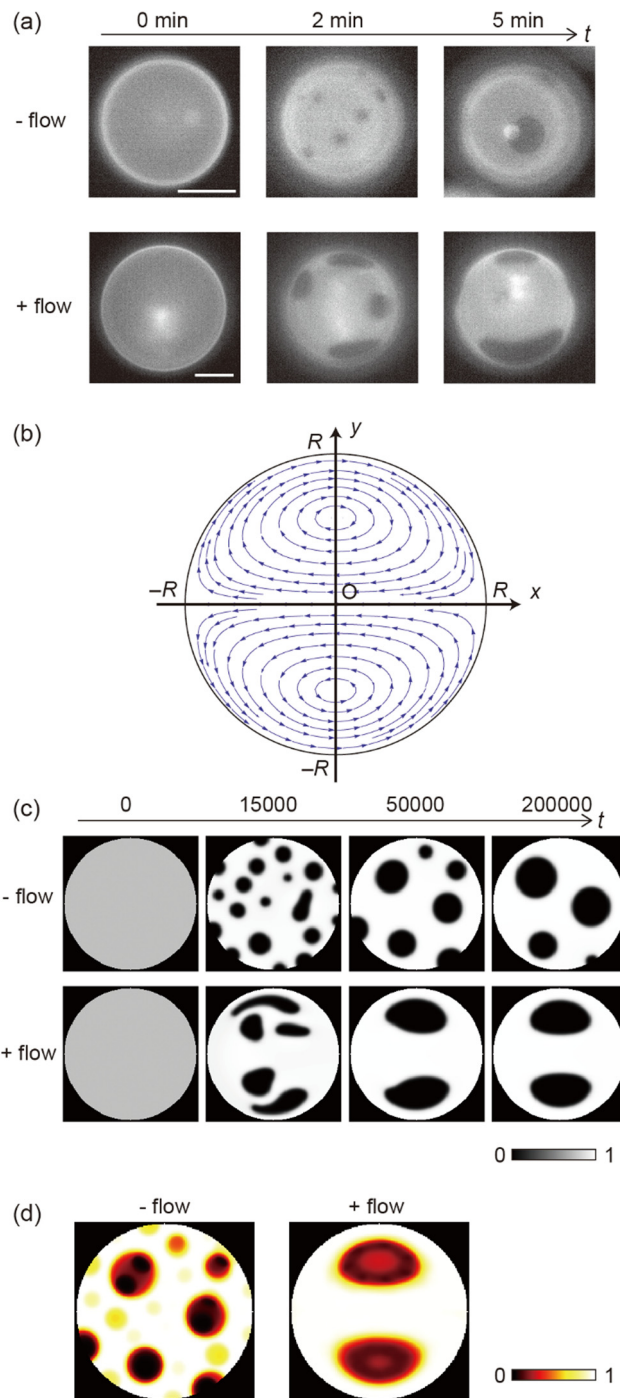 (a)
0 min 2 min 5 min
t
- flow
+ flow
(b)
y
R
–R O R x
–R
(c)
0 15000 50000 200000
t
- flow
+ flow
0 1
(d)
- flow + flow
0 1